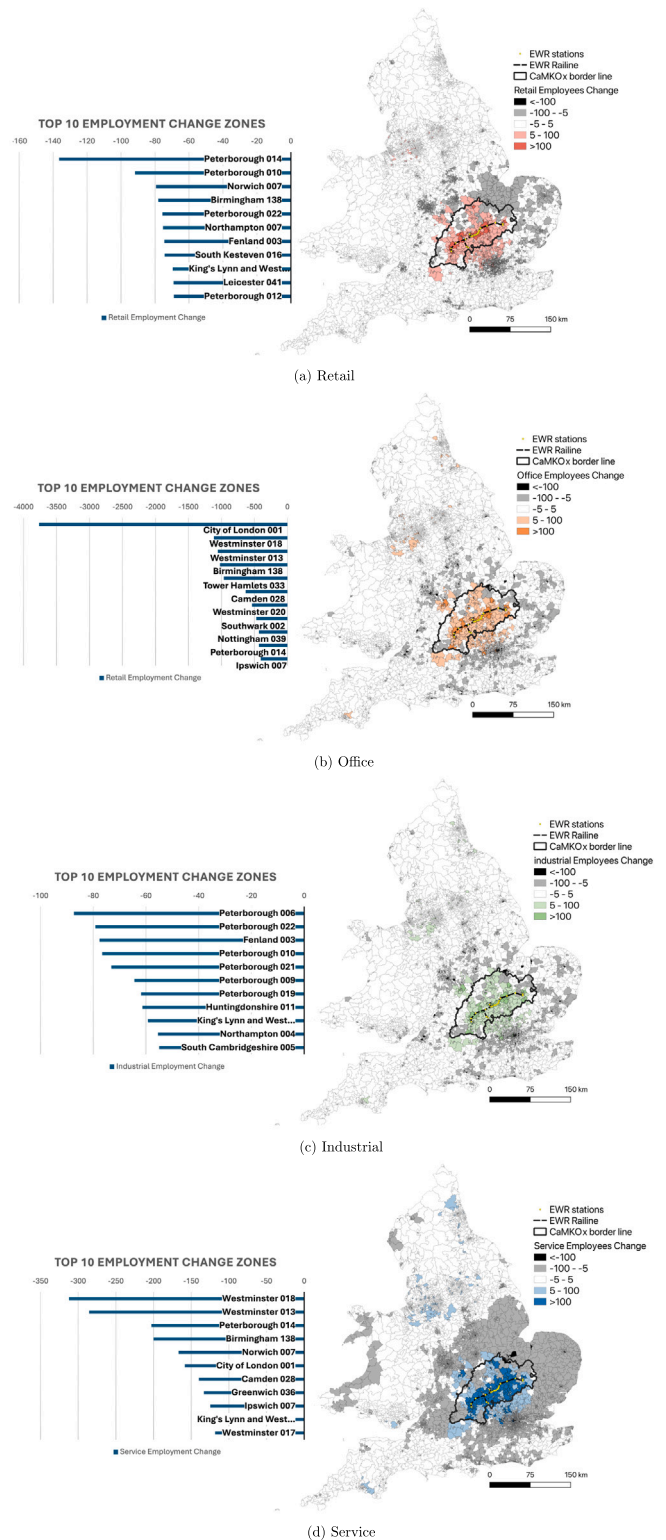 EWR stations
EWR Railine
CaMKOx border line
Retail Employees Change
<-100
-100 - -5
-5 - 5
5 - 100
>100
TOP 10 EMPLOYMENT CHANGE ZONES
-160 -140 -120 -100 -80 -60 -40 -20 0
Peterborough 014
Peterborough 010
Norwich 007
Birmingham 138
Peterborough 022
Northampton 007
Fenland 003
South Kesteven 016
King's Lynn and West...
Leicester 041
Peterborough 012
Retail Employment Change
0 75 150 km
(a) Retail
EWR stations
EWR Railine
CaMKOx border line
Office Employees Change
<-100
-100 - -5
-5 - 5
5 - 100
>100
TOP 10 EMPLOYMENT CHANGE ZONES
-4000 -3500 -3000 -2500 -2000 -1500 -1000 -500 0
City of London 001
Westminster 018
Westminster 013
Birmingham 138
Tower Hamlets 033
Camden 028
Westminster 020
Southwark 002
Nottingham 039
Peterborough 014
Ipswich 007
Retail Employment Change
0 75 150 km
(b) Office
EWR stations
EWR Railine
CaMKOx border line
industrial Employees Change
<-100
-100 - -5
-5 - 5
5 - 100
>100
TOP 10 EMPLOYMENT CHANGE ZONES
-100 -80 -60 -40 -20 0
Peterborough 006
Peterborough 022
Fenland 003
Peterborough 010
Peterborough 021
Peterborough 009
Peterborough 019
Huntingdonshire 011
King's Lynn and West...
Northampton 004
South Cambridgeshire 005
Industrial Employment Change
0 75 150 km
(c) Industrial
EWR stations
EWR Railine
CaMKOx border line
Service Employees Change
<-100
-100 - -5
-5 - 5
5 - 100
>100
TOP 10 EMPLOYMENT CHANGE ZONES
-350 -300 -250 -200 -150 -100 -50 0
Westminster 018
Westminster 013
Peterborough 014
Birmingham 138
Norwich 007
City of London 001
Camden 028
Greenwich 036
Ipswich 007
King's Lynn and West...
Westminster 017
Service Employment Change
0 75 150 km
(d) Service